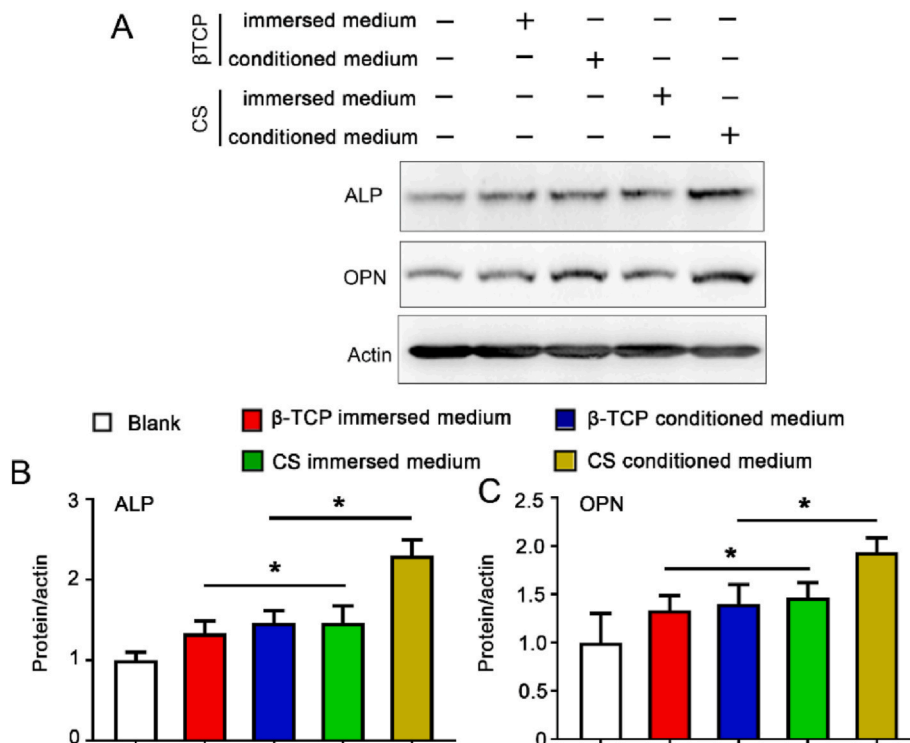 A
βTCP
immersed medium − + − − −
conditioned medium − − + − −
CS
immersed medium − − − + −
conditioned medium − − − − +
ALP
OPN
Actin
Blank β-TCP immersed medium β-TCP conditioned medium
CS immersed medium CS conditioned medium
B
ALP
Protein/actin
3
2
1
0
*
*
C
OPN
Protein/actin
2.5
2.0
1.5
1.0
0.5
0.0
*
*